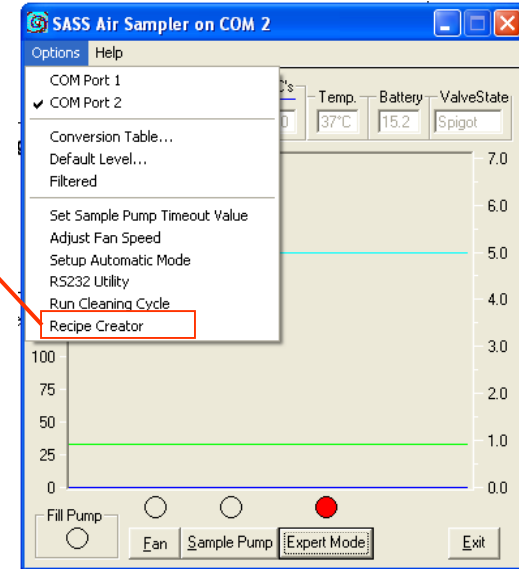 SASS Air Sampler on COM 2
Options Help
COM Port 1
COM Port 2
Conversion Table...
Default Level...
Filtered
Set Sample Pump Timeout Value
Adjust Fan Speed
Setup Automatic Mode
RS232 Utility
Run Cleaning Cycle
Recipe Creator
Temp. Battery ValveState
37°C 15.2 Spigot
7.0
6.0
5.0
4.0
3.0
2.0
1.0
0.0
100
75
50
25
0
Fill Pump
Fan Sample Pump Expert Mode Exit